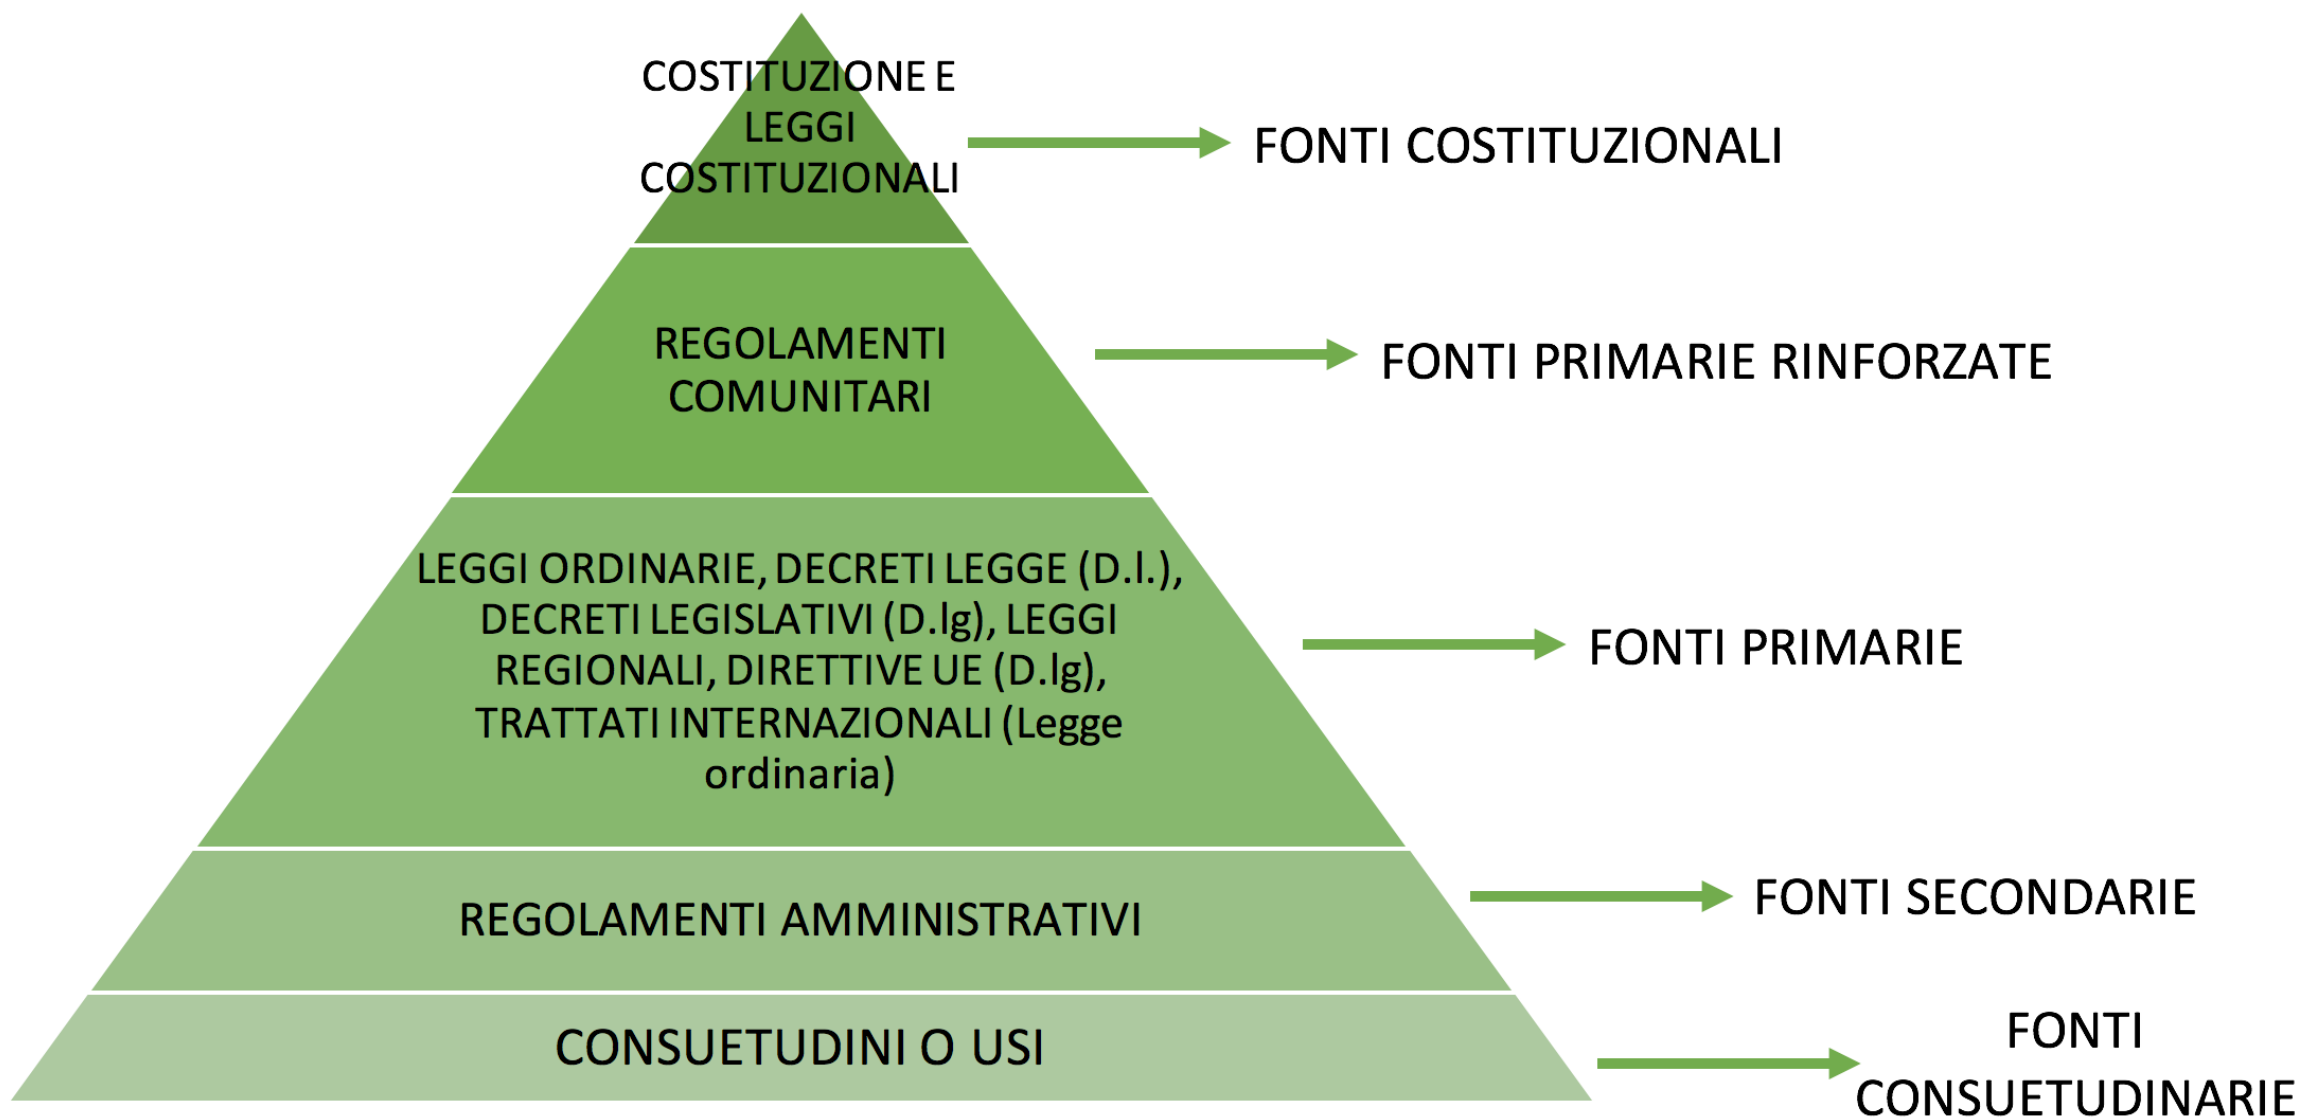 COSTITUZIONE E
LEGGI
COSTITUZIONALI
FONTI COSTITUZIONALI
REGOLAMENTI
COMUNITARI
FONTI PRIMARIE RINFORZATE
LEGGI ORDINARIE, DECRETI LEGGE (D.l.),
DECRETI LEGISLATIVI (D.lg), LEGGI
REGIONALI, DIRETTIVE UE (D.lg),
TRATTATI INTERNAZIONALI (Legge
ordinaria)
FONTI PRIMARIE
REGOLAMENTI AMMINISTRATIVI
FONTI SECONDARIE
CONSUETUDINI O USI
FONTI
CONSUETUDINARIE